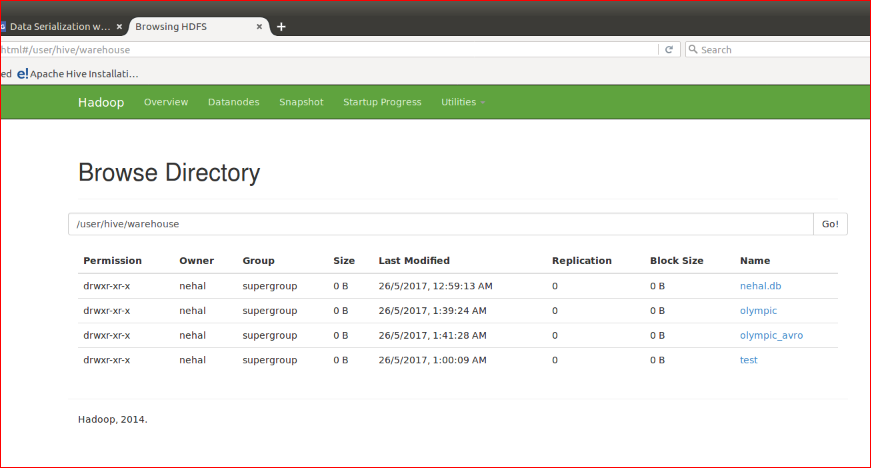 Data Serialization w... × Browsing HDFS × +
html#/user/hive/warehouse Search
ed e! Apache Hive Installati...
Hadoop Overview Datanodes Snapshot Startup Progress Utilities
Browse Directory
/user/hive/warehouse Go!
Permission Owner Group Size Last Modified Replication Block Size Name
drwxr-xr-x nehal supergroup 0 B 26/5/2017, 12:59:13 AM 0 0 B nehal.db
drwxr-xr-x nehal supergroup 0 B 26/5/2017, 1:39:24 AM 0 0 B olympic
drwxr-xr-x nehal supergroup 0 B 26/5/2017, 1:41:28 AM 0 0 B olympic_avro
drwxr-xr-x nehal supergroup 0 B 26/5/2017, 1:00:09 AM 0 0 B test
Hadoop, 2014.